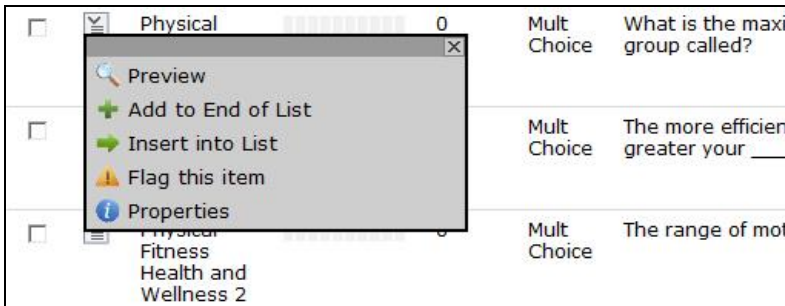 Physical 0 Mult What is the maxi
Choice group called?
Preview
Add to End of List
Insert into List
Flag this item
Properties
Mult The more efficien
Choice greater your ___
Physical 0 Mult The range of mot
Fitness Choice
Health and
Wellness 2